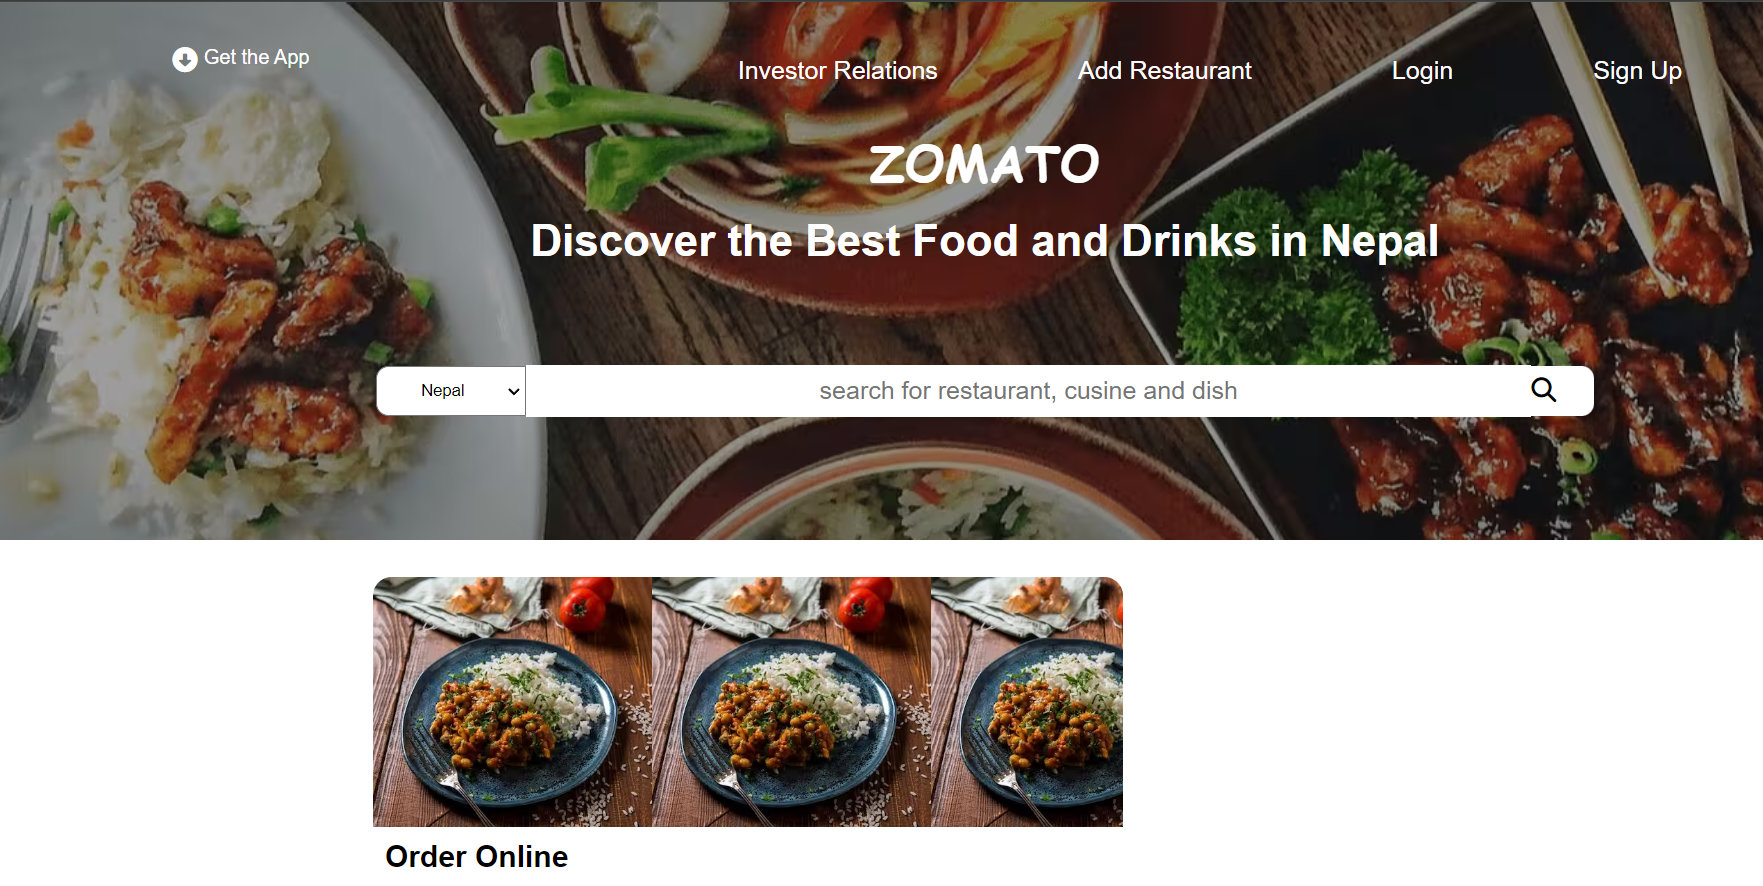 Get the App
Investor Relations
Add Restaurant
Login
Sign Up
ZOMATO
Discover the Best Food and Drinks in Nepal
Nepal
search for restaurant, cusine and dish
Order Online